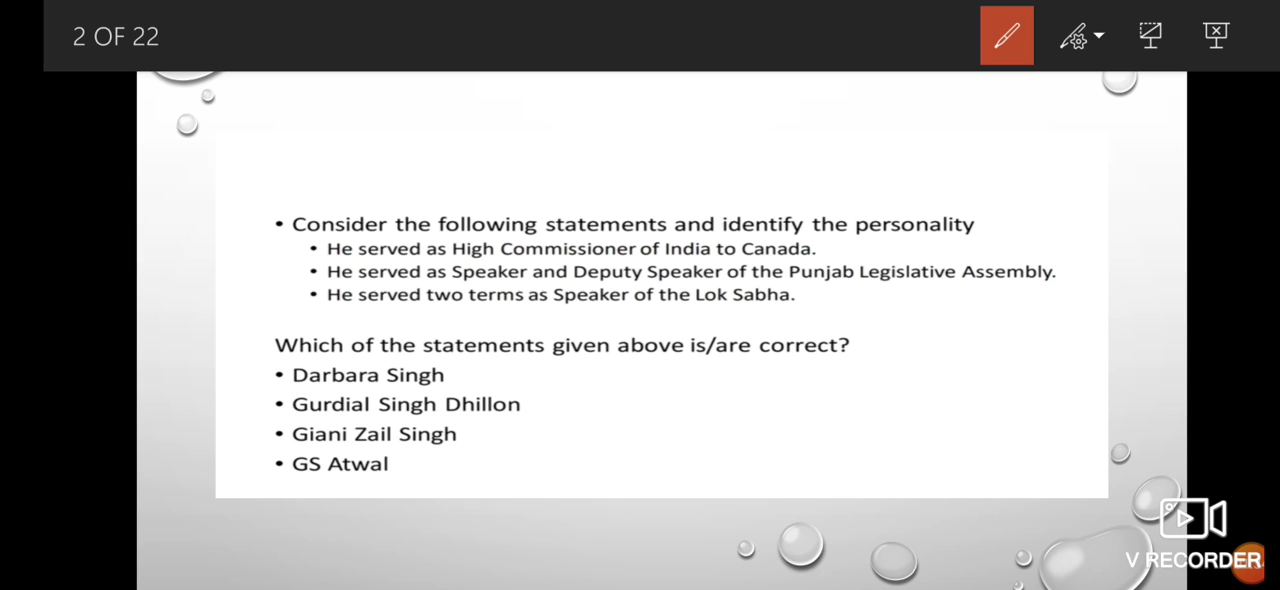 2 OF 22
• Consider the following statements and identify the personality
• He served as High Commissioner of India to Canada.
• He served as Speaker and Deputy Speaker of the Punjab Legislative Assembly.
• He served two terms as Speaker of the Lok Sabha.
Which of the statements given above is/are correct?
• Darbara Singh
• Gurdial Singh Dhillon
• Giani Zail Singh
• GS Atwal
V RECORDER